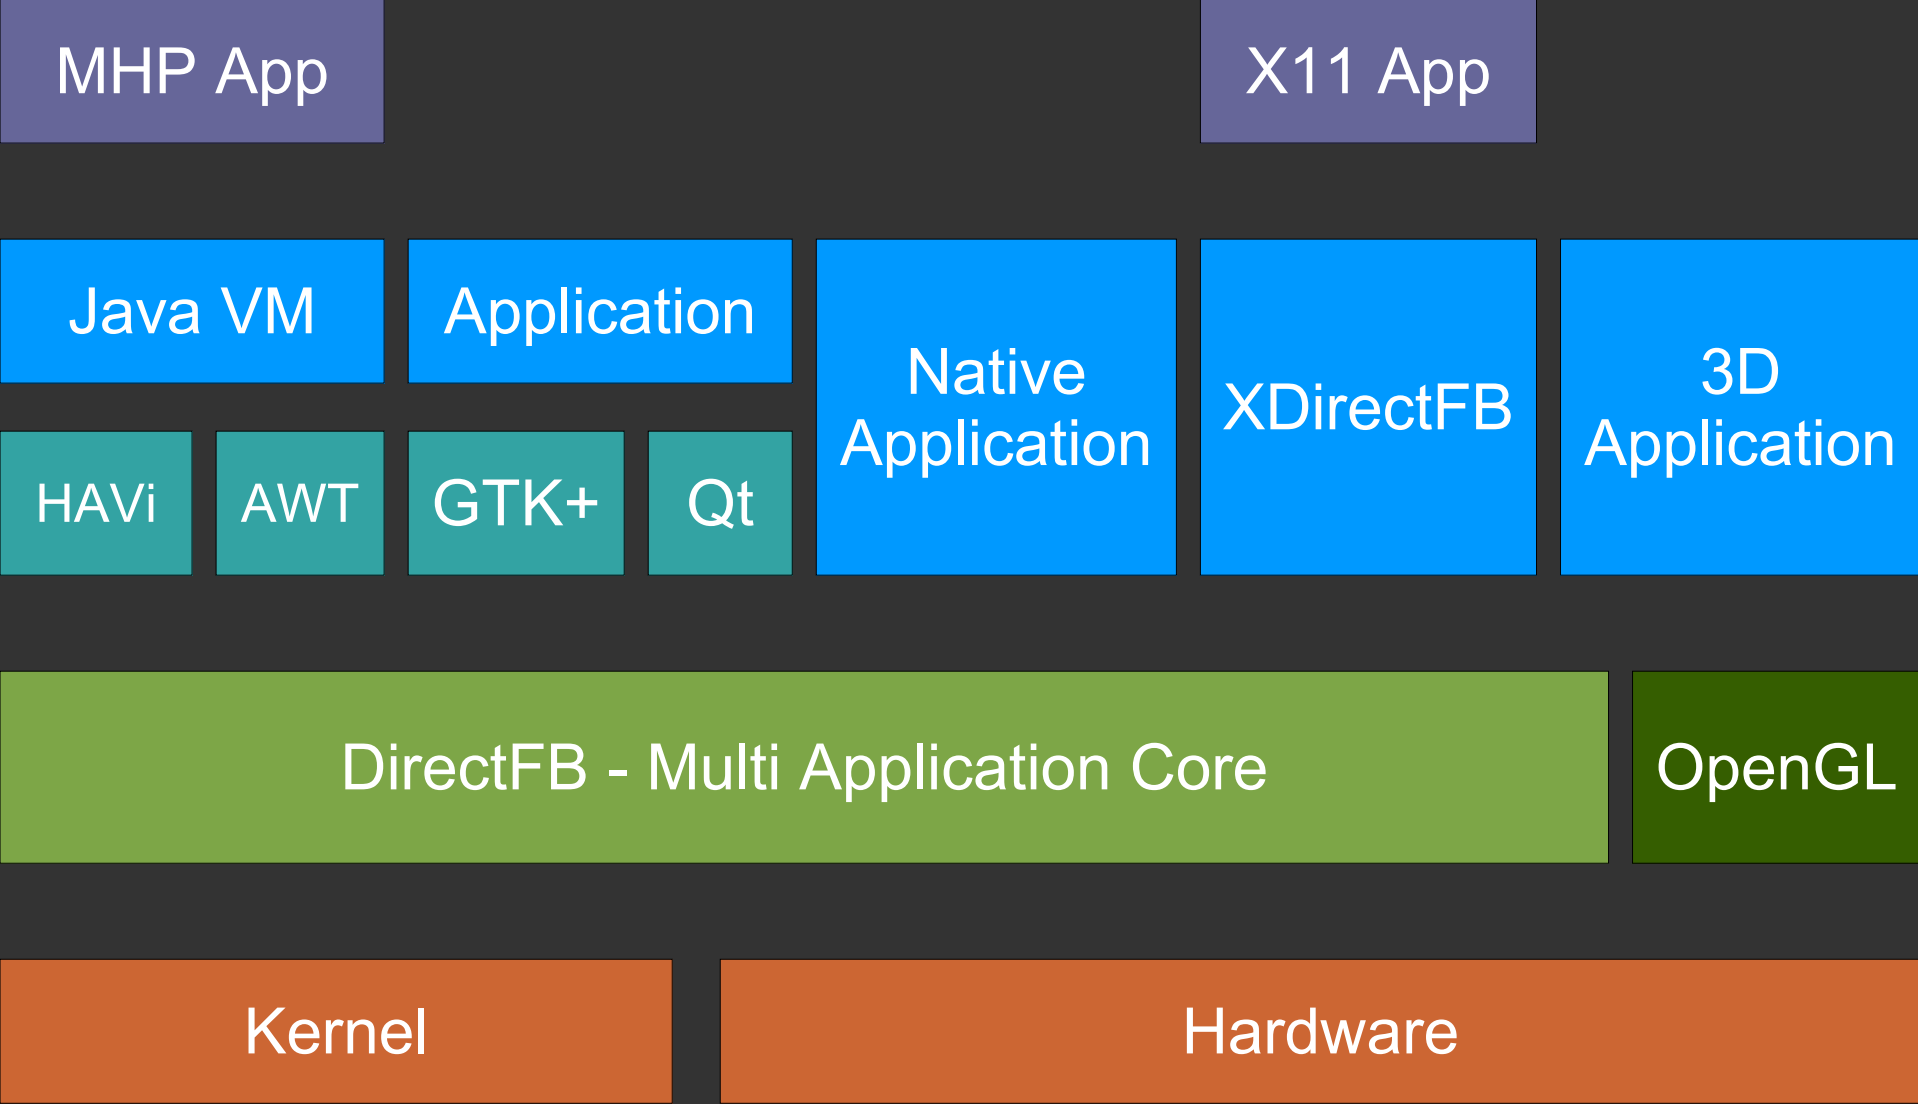 MHP App
X11 App
Java VM
Application
Native
Application
XDirectFB
3D
Application
HAVi
AWT
GTK+
Qt
DirectFB - Multi Application Core
OpenGL
Kernel
Hardware